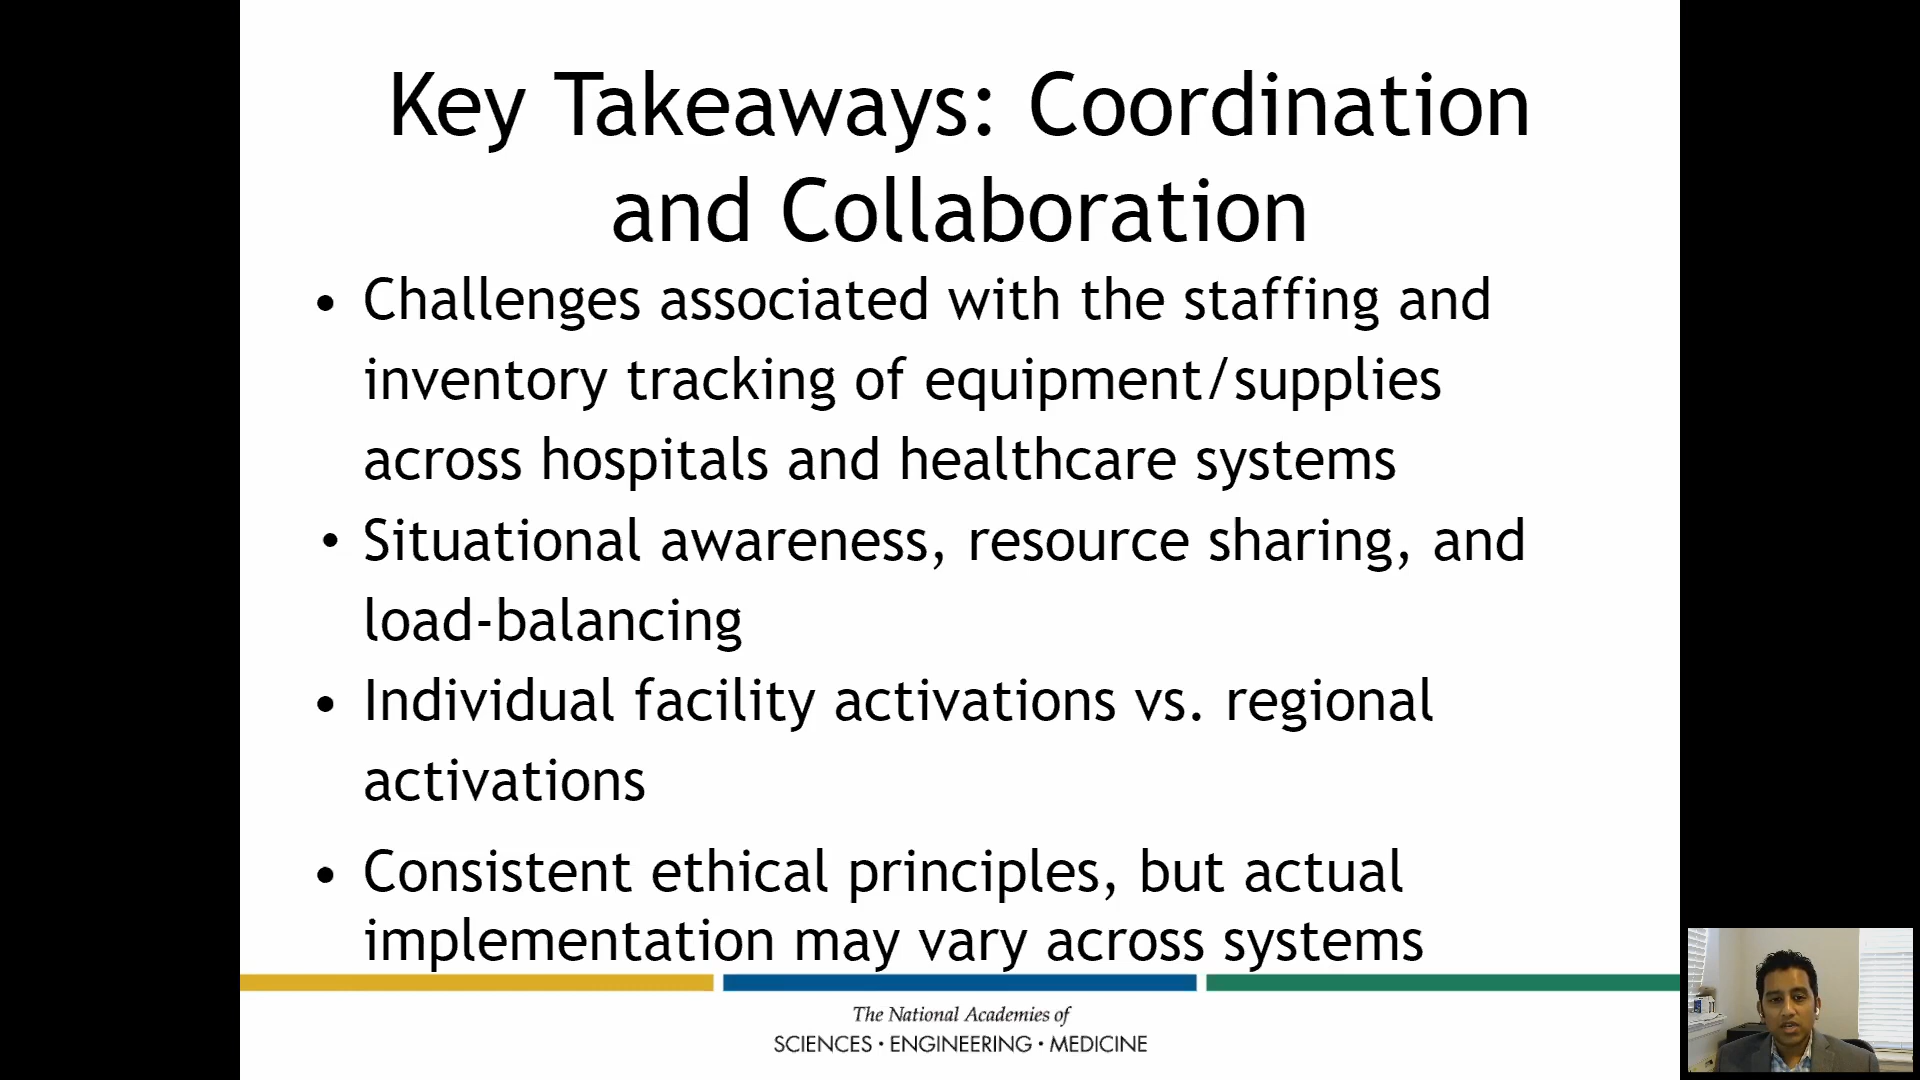 Key Takeaways: Coordination
and Collaboration
• Challenges associated with the staffing and
inventory tracking of equipment/supplies
across hospitals and healthcare systems
• Situational awareness, resource sharing, and
load-balancing
• Individual facility activations vs. regional
activations
• Consistent ethical principles, but actual
implementation may vary across systems
The National Academies of
SCIENCES • ENGINEERING • MEDICINE